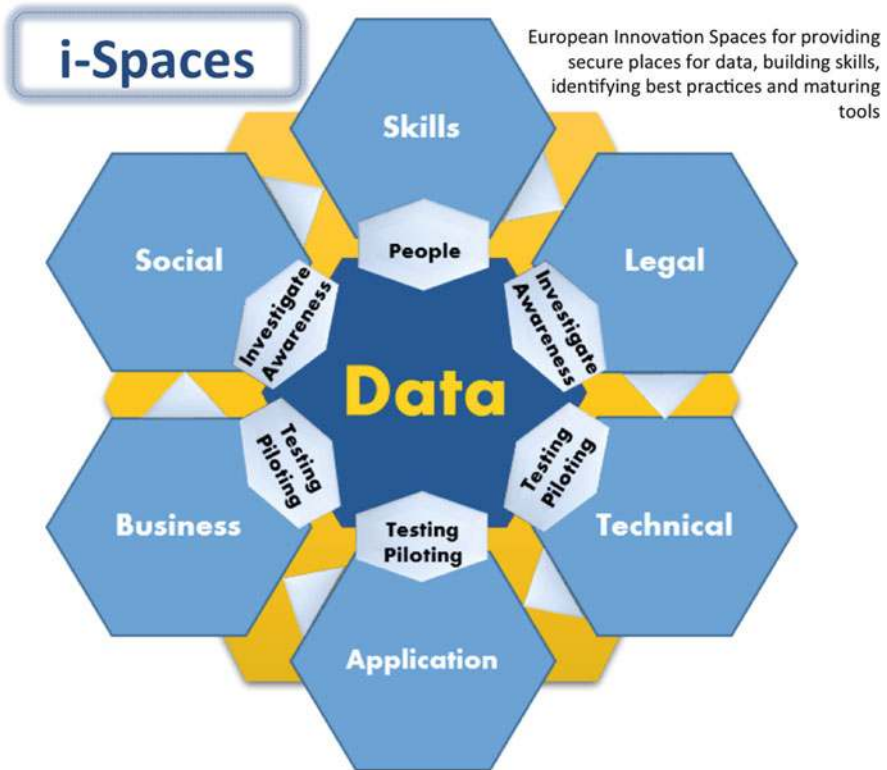 i-Spaces
European Innovation Spaces for providing
secure places for data, building skills,
identifying best practices and maturing
tools
Skills
People
Social
Legal
Investigate
Awareness
Investigate
Awareness
Data
Testing
Piloting
Testing
Piloting
Business
Testing
Piloting
Technical
Application